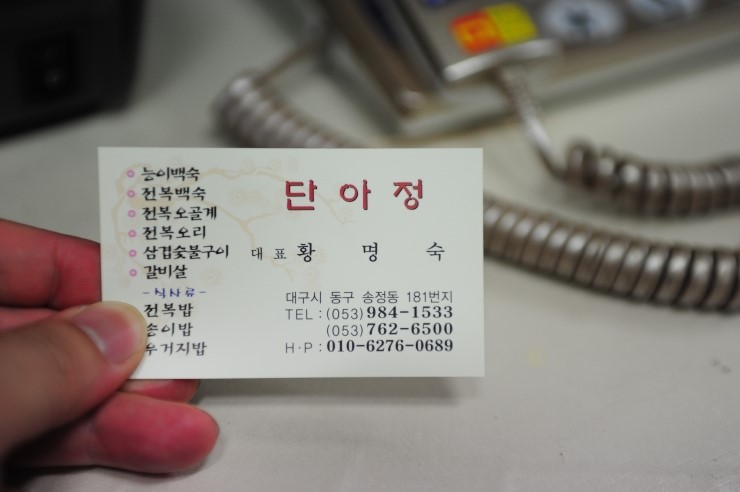 능이백숙
전복백숙
전복오골계
전복오리
삼겹숯불구이
갈비살
-식사류-
전복밥
송이밥
우거지밥
단아정
대표 황명숙
대구시 동구 송정동 181번지
TEL : (053) 984-1533
(053) 762-6500
H·P : 010-6276-0689